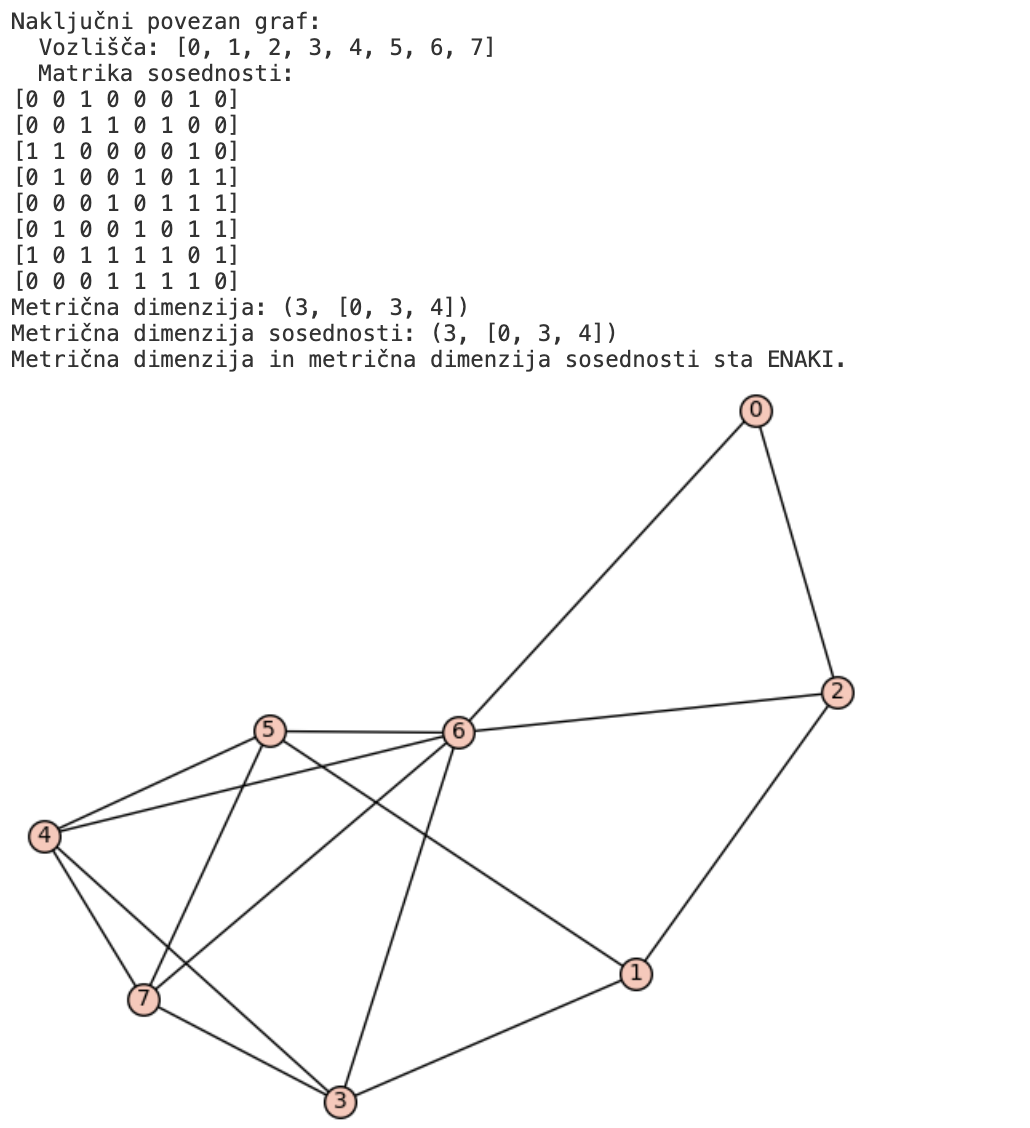 Naključni povezan graf:
  Vozlišča: [0, 1, 2, 3, 4, 5, 6, 7]
  Matrika sosednosti:
[0 0 1 0 0 0 1 0]
[0 0 1 1 0 1 0 0]
[1 1 0 0 0 0 1 0]
[0 1 0 0 1 0 1 1]
[0 0 0 1 0 1 1 1]
[0 1 0 0 1 0 1 1]
[1 0 1 1 1 1 0 1]
[0 0 0 1 1 1 1 0]
Metrična dimenzija: (3, [0, 3, 4])
Metrična dimenzija sosednosti: (3, [0, 3, 4])
Metrična dimenzija in metrična dimenzija sosednosti sta ENAKI.
0
2
5
6
4
1
7
3